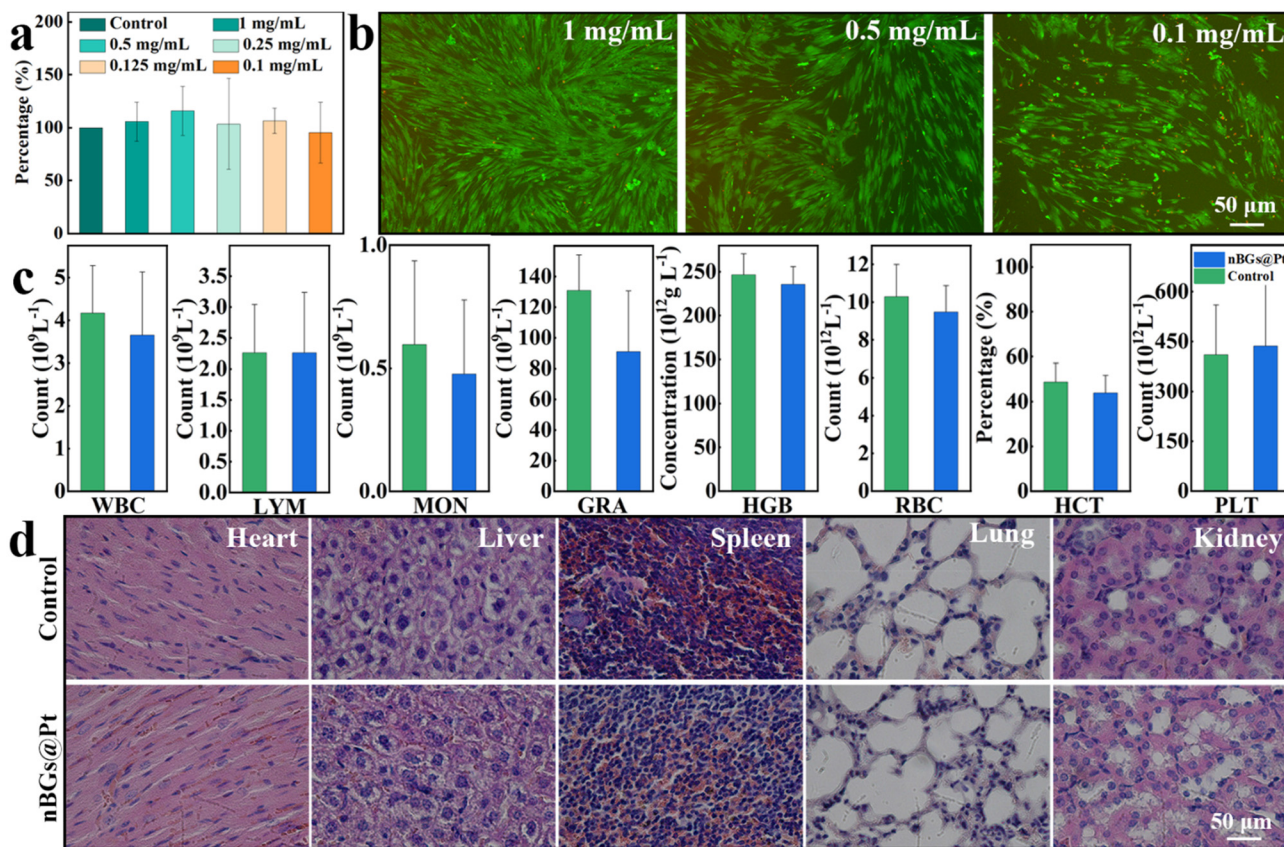 a
Percentage (%)
200
150
100
50
0
Control
1 mg/mL
0.5 mg/mL
0.25 mg/mL
0.125 mg/mL
0.1 mg/mL
b
1 mg/mL
0.5 mg/mL
0.1 mg/mL
50 μm
c
Count (10⁹L⁻¹)
5
4
3
2
1
0
WBC
Count (10⁹L⁻¹)
3.5
3.0
2.5
2.0
1.5
1.0
0.5
0.0
LYM
Count (10⁹L⁻¹)
1.0
0.5
0.0
MON
Count (10⁹L⁻¹)
140
120
100
80
60
40
20
0
GRA
Concentration (10¹²g L⁻¹)
250
200
150
100
50
0
HGB
Count (10¹²L⁻¹)
12
10
8
6
4
2
0
RBC
Percentage (%)
100
80
60
40
20
0
HCT
Count (10¹²L⁻¹)
600
450
300
150
0
nBGs@Pt
Control
PLT
d
Heart
Liver
Spleen
Lung
Kidney
Control
nBGs@Pt
50 μm